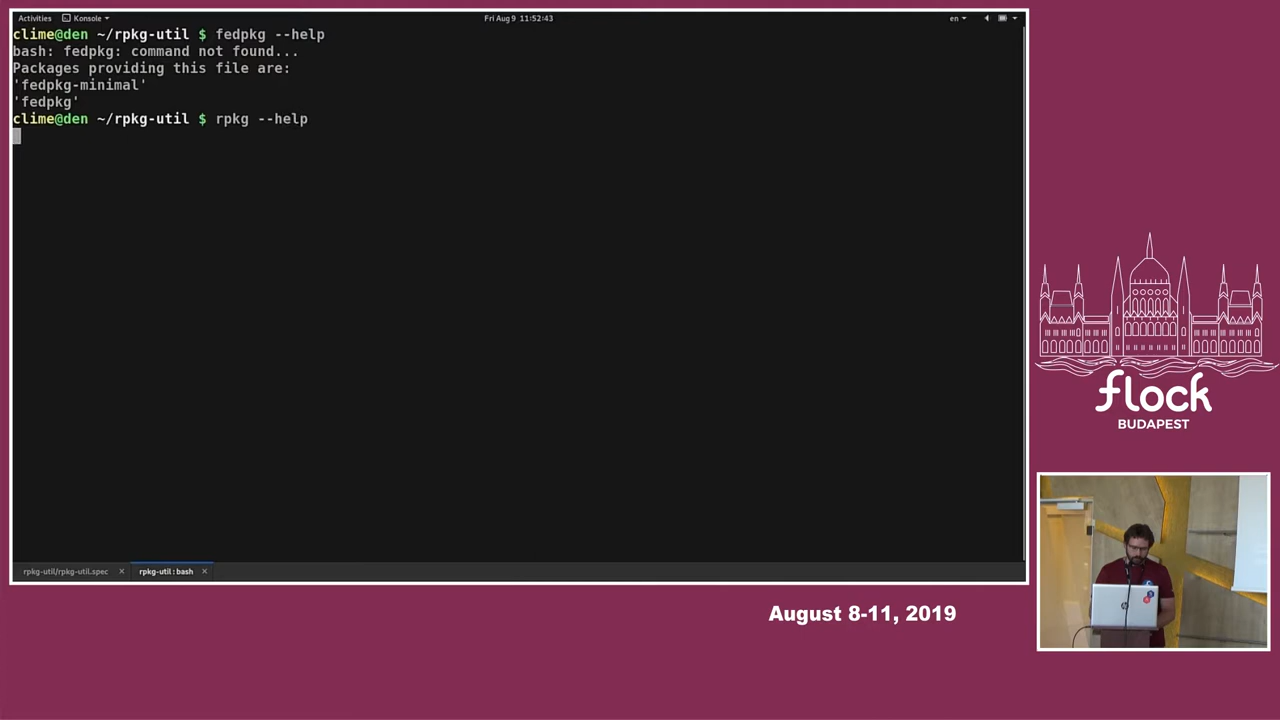 Activities Konsole Fri Aug 9 11:52:43 en
clime@den ~/rpkg-util $ fedpkg --help
bash: fedpkg: command not found...
Packages providing this file are:
'fedpkg-minimal'
'fedpkg'
clime@den ~/rpkg-util $ rpkg --help
rpkg-util/rpkg-util.spec rpkg-util : bash
flock
BUDAPEST
August 8-11, 2019